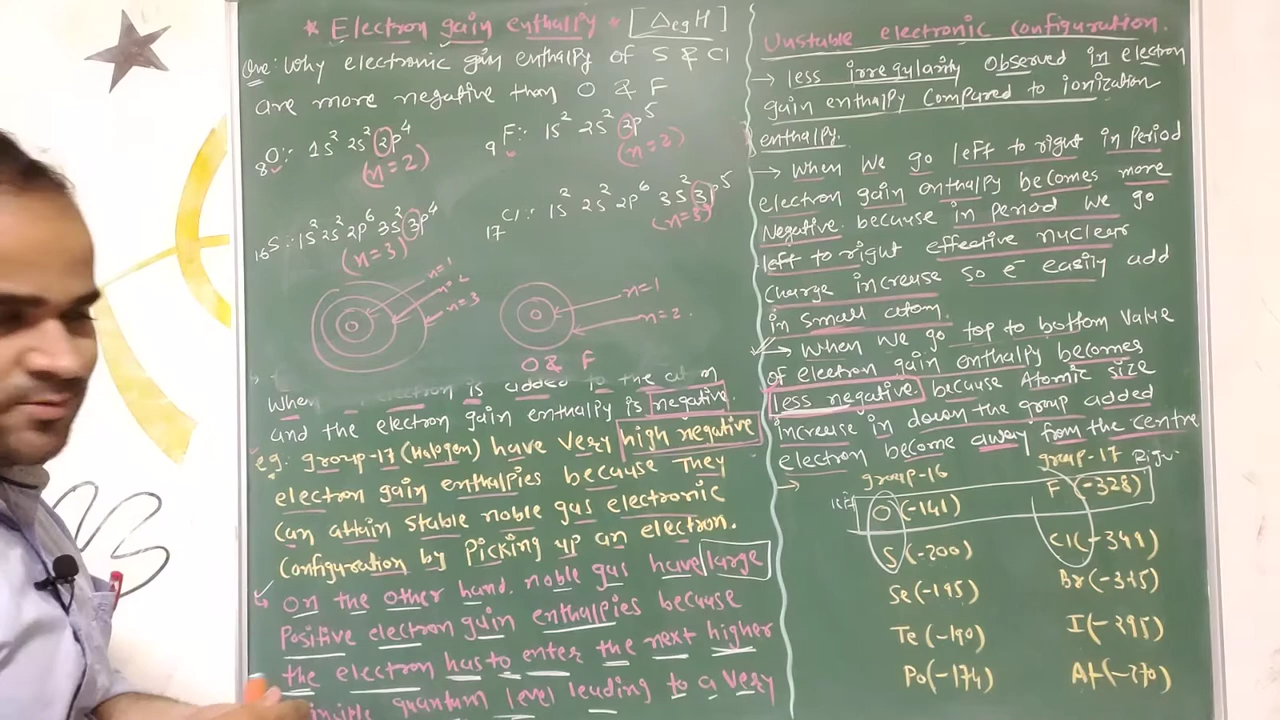 * Electron gain enthalpy * [ΔegH]
Que: Why electronic gain enthalpy of S & Cl
are more negative than O & F
8O:- 1s² 2s² 2p⁴
(n=2)
9F:- 1s² 2s² 2p⁵
(n=2)
16S:- 1s² 2s² 2p⁶ 3s² 3p⁴
(n=3)
17Cl:- 1s² 2s² 2p⁶ 3s² 3p⁵
(n=3)
n=1
n=2
n=3
n=1
n=2
O & F
When electron is added to the atom
and the electron gain enthalpy is negative
e.g. group-17 (Halogen) have very high negative
electron gain enthalpies because They
Can attain stable noble gas electronic
Configuration by Picking up an electron.
On the other hand. noble gas have large
Positive electron gain enthalpies because
the electron has to enter the next higher
quantum level leading to a very
Unstable electronic configuration.
→ less irregularity observed in electron
gain enthalpy Compared to ionization
enthalpy.
→ When We go left to right in Period
electron gain enthalpy becomes more
Negative. because in period we go
left to right effective nuclear
Charge increase so e⁻ easily add
in small atom.
→ When We go top to bottom Value
of electron gain enthalpy becomes
less negative because Atomic size
increase in down the group added
electron become away from the centre
→ group-16
group-17
O (-141)
F (-328)
S (-200)
Cl (-349)
Se (-195)
Br (-325)
Te (-190)
I (-295)
Po (-174)
At (-270)